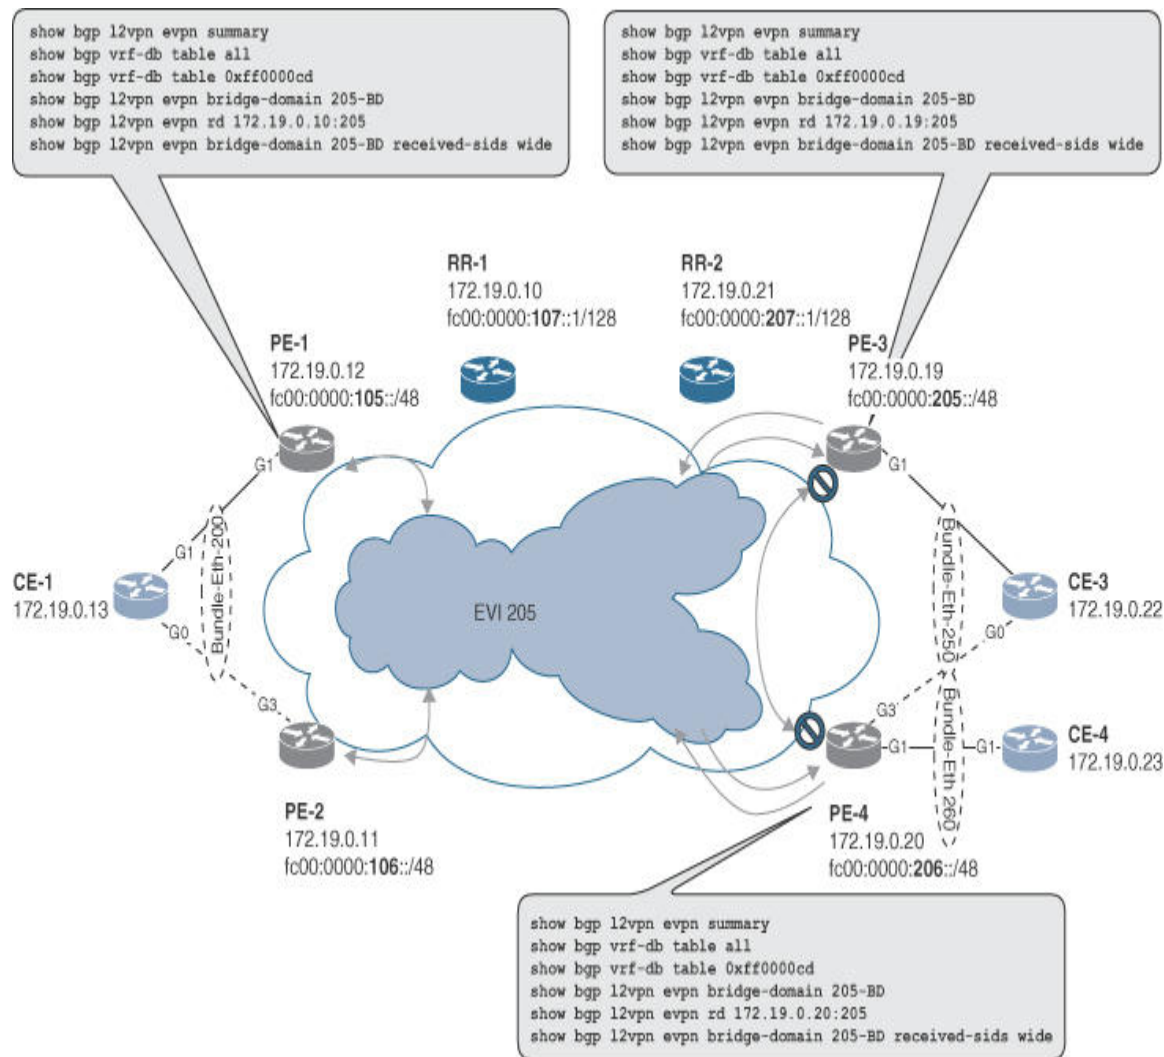 show bgp l2vpn evpn summary
show bgp vrf-db table all
show bgp vrf-db table 0xff0000cd
show bgp l2vpn evpn bridge-domain 205-BD
show bgp l2vpn evpn rd 172.19.0.10:205
show bgp l2vpn evpn bridge-domain 205-BD received-sids wide
show bgp l2vpn evpn summary
show bgp vrf-db table all
show bgp vrf-db table 0xff0000cd
show bgp l2vpn evpn bridge-domain 205-BD
show bgp l2vpn evpn rd 172.19.0.19:205
show bgp l2vpn evpn bridge-domain 205-BD received-sids wide
RR-1
172.19.0.10
fc00:0000:107::1/128
RR-2
172.19.0.21
fc00:0000:207::1/128
PE-1
172.19.0.12
fc00:0000:105::/48
PE-3
172.19.0.19
fc00:0000:205::/48
G1
G1
G1
Bundle-Eth-200
CE-1
172.19.0.13
G0
G3
EVI 205
Bundle-Eth-250
CE-3
172.19.0.22
G0
G3
Bundle-Eth 260
G1
G1
CE-4
172.19.0.23
PE-2
172.19.0.11
fc00:0000:106::/48
PE-4
172.19.0.20
fc00:0000:206::/48
show bgp l2vpn evpn summary
show bgp vrf-db table all
show bgp vrf-db table 0xff0000cd
show bgp l2vpn evpn bridge-domain 205-BD
show bgp l2vpn evpn rd 172.19.0.20:205
show bgp l2vpn evpn bridge-domain 205-BD received-sids wide